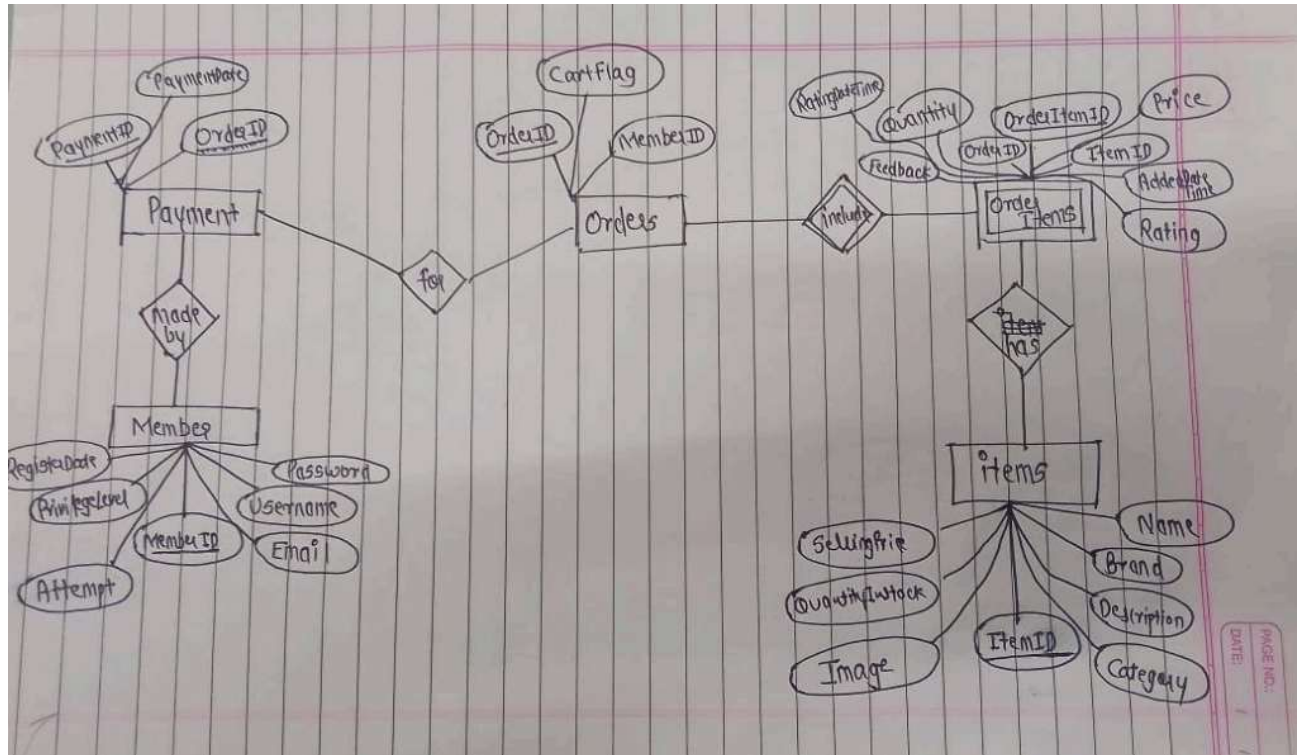 PaymentDate
PaymentID
OrderID
Payment
CartFlag
OrderID
MemberID
Orders
for
RatingDateTime
Quantity
OrderItemID
Price
Feedback
OrderID
ItemID
AddedDate
Time
Rating
include
Order
Items
has
made
by
Member
RegisterDate
Password
PrivilegeLevel
Username
MemberID
Email
Attempt
items
Name
Brand
Description
ItemID
Category
Image
PAGE NO.:
DATE: